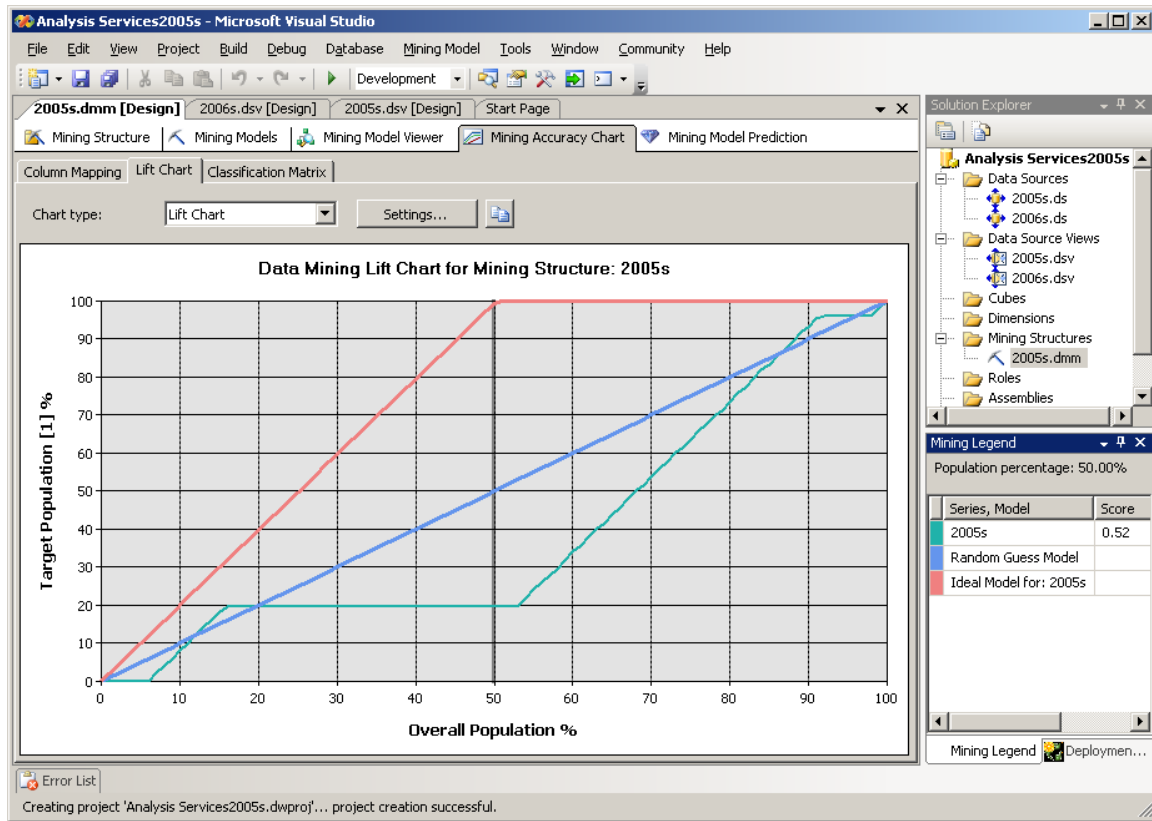 Analysis Services2005s - Microsoft Visual Studio
File Edit View Project Build Debug Database Mining Model Tools Window Community Help
Development
2005s.dmm [Design] 2006s.dsv [Design] 2005s.dsv [Design] Start Page
Mining Structure Mining Models Mining Model Viewer Mining Accuracy Chart Mining Model Prediction
Column Mapping Lift Chart Classification Matrix
Chart type: Lift Chart Settings...
Data Mining Lift Chart for Mining Structure: 2005s
Target Population [1] %
100
90
80
70
60
50
40
30
20
10
0
0 10 20 30 40 50 60 70 80 90 100
Overall Population %
Solution Explorer
Analysis Services2005s
Data Sources
2005s.ds
2006s.ds
Data Source Views
2005s.dsv
2006s.dsv
Cubes
Dimensions
Mining Structures
2005s.dmm
Roles
Assemblies
Mining Legend
Population percentage: 50.00%
Series, Model Score
2005s 0.52
Random Guess Model
Ideal Model for: 2005s
Mining Legend Deploymen...
Error List
Creating project 'Analysis Services2005s.dwproj'... project creation successful.